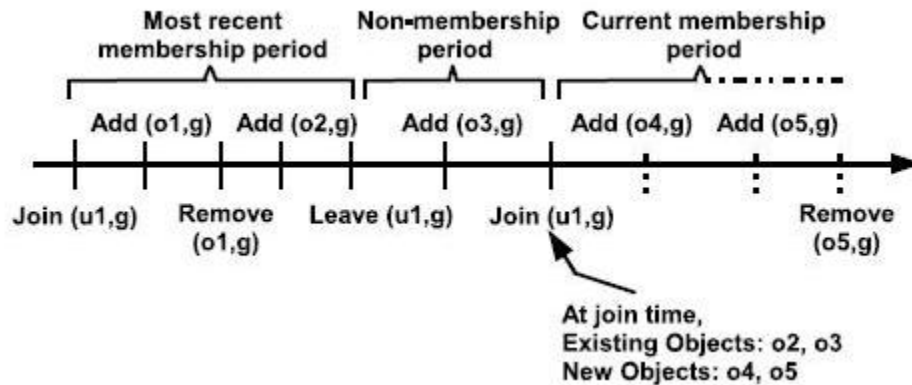 Most recent
membership period
Non-membership
period
Current membership
period
Add (o1,g)
Add (o2,g)
Add (o3,g)
Add (o4,g)
Add (o5,g)
Join (u1,g)
Remove
(o1,g)
Leave (u1,g)
Join (u1,g)
Remove
(o5,g)
At join time,
Existing Objects: o2, o3
New Objects: o4, o5